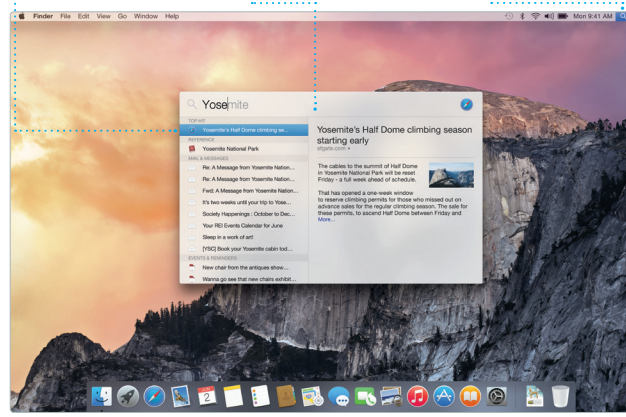 Finder File Edit View Go Window Help
Mon 9:41 AM
Yosemite
TOP HIT
Yosemite's Half Dome climbing se...
REFERENCE
Yosemite National Park
MAIL & MESSAGES
Re: A Message from Yosemite Nation...
Re: A Message from Yosemite Nation...
Fwd: A Message from Yosemite Nation...
It's two weeks until your trip to Yose...
Society Happenings : October to Dec...
Your REI Events Calendar for June
Sleep in a work of art!
[YSC] Book your Yosemite cabin tod...
EVENTS & REMINDERS
New chair from the antiques show...
Wanna go see that new chairs exhibit...
Yosemite's Half Dome climbing season
starting early
sfgate.com
The cables to the summit of Half Dome
in Yosemite National Park will be reset
Friday - a full week ahead of schedule.
That has opened a one-week window
to reserve climbing permits for those who missed out on
advance sales for the regular climbing season. The sale for
these permits, to ascend Half Dome between Friday and
More...
2